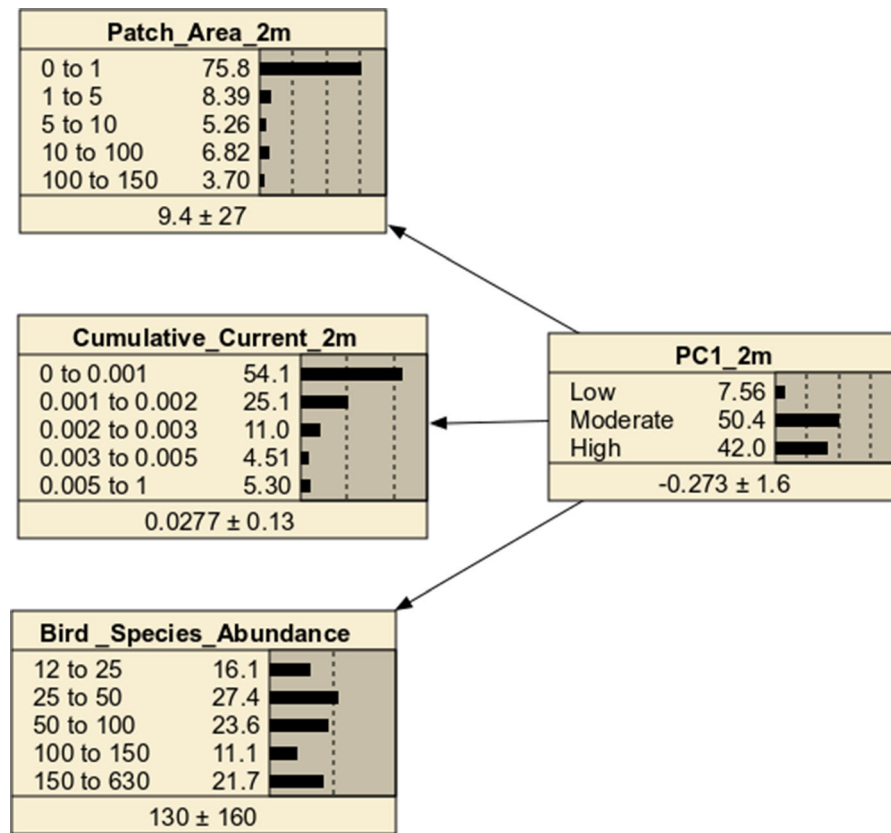 Patch_Area_2m
0 to 1 75.8
1 to 5 8.39
5 to 10 5.26
10 to 100 6.82
100 to 150 3.70
9.4 ± 27
Cumulative_Current_2m
0 to 0.001 54.1
0.001 to 0.002 25.1
0.002 to 0.003 11.0
0.003 to 0.005 4.51
0.005 to 1 5.30
0.0277 ± 0.13
PC1_2m
Low 7.56
Moderate 50.4
High 42.0
-0.273 ± 1.6
Bird _Species_Abundance
12 to 25 16.1
25 to 50 27.4
50 to 100 23.6
100 to 150 11.1
150 to 630 21.7
130 ± 160